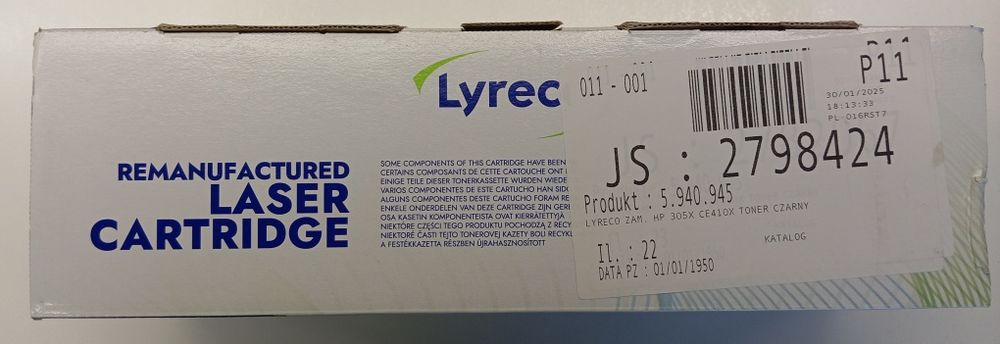 Lyrec
REMANUFACTURED
LASER
CARTRIDGE
SOME COMPONENTS OF THIS CARTRIDGE HAVE BEEN
CERTAINS COMPOSANTS DE CETTE CARTOUCHE ONT
EINIGE TEILE DIESER TONERKASSETTE WURDEN WIEDE
VARIOS COMPONENTES DE ESTE CARTUCHO HAN SIDO
ALGUNS COMPONENTES DESTE CARTUCHO FORAM RE
ENKELE ONDERDELEN VAN DEZE CARTRIDGE ZIJN GER
OSA KASETIN KOMPONENTEISTA OVAT KIERRÄTETTYJÄ
NIEKTÓRE CZĘŚCI TEGO PRODUKTU POCHODZĄ Z RECY
NIEKTORÉ ČASTI TEJTO TONEROVEJ KAZETY BOLI RECYKL
A FESTÉKKAZETTA RÉSZBEN ÚJRAHASZNOSÍTOTT
011 - 001
P11
30/01/2025
18:13:33
PL-016RST7
JS : 2798424
Produkt : 5.940.945
LYRECO ZAM. HP 305X CE410X TONER CZARNY
KATALOG
Il. : 22
DATA PZ : 01/01/1950